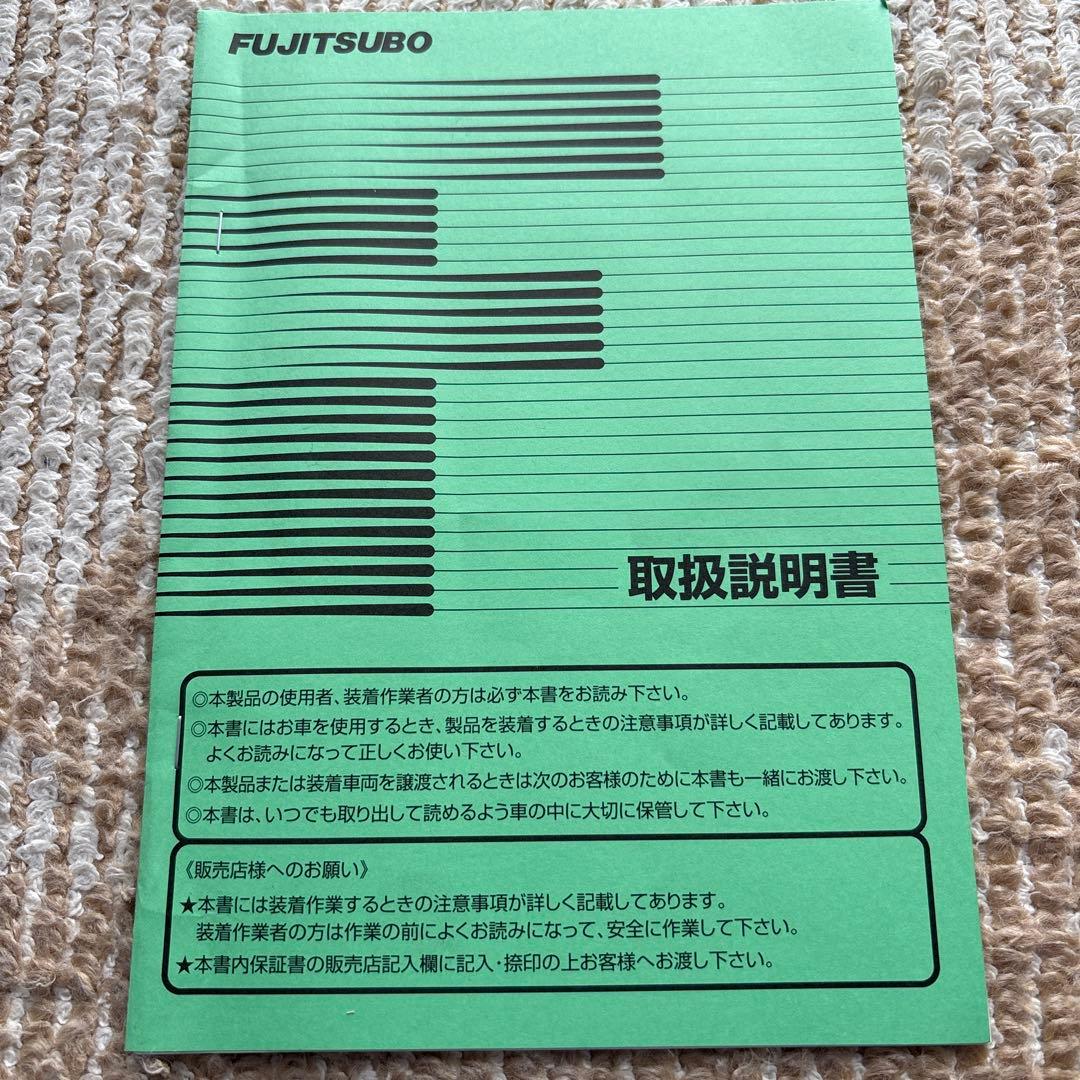 FUJITSUBO
取扱説明書
◎本製品の使用者、装着作業者の方は必ず本書をお読み下さい。
◎本書にはお車を使用するとき、製品を装着するときの注意事項が詳しく記載してあります。
よくお読みになって正しくお使い下さい。
◎本製品または装着車両を譲渡されるときは次のお客様のために本書も一緒にお渡し下さい。
◎本書は、いつでも取り出して読めるよう車の中に大切に保管して下さい。
《販売店様へのお願い》
★本書には装着作業するときの注意事項が詳しく記載してあります。
装着作業者の方は作業の前によくお読みになって、安全に作業して下さい。
★本書内保証書の販売店記入欄に記入・捺印の上お客様へお渡し下さい。